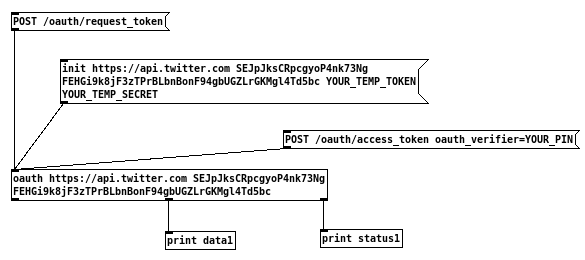 POST /oauth/request_token
init https://api.twitter.com SEJpJksCRpcgyoP4nk73Ng
FEHGi9k8jF3zTPrBLbnBonF94gbUGZLrGKMgl4Td5bc YOUR_TEMP_TOKEN
YOUR_TEMP_SECRET
POST /oauth/access_token oauth_verifier=YOUR_PIN
oauth https://api.twitter.com SEJpJksCRpcgyoP4nk73Ng
FEHGi9k8jF3zTPrBLbnBonF94gbUGZLrGKMgl4Td5bc
print data1
print status1